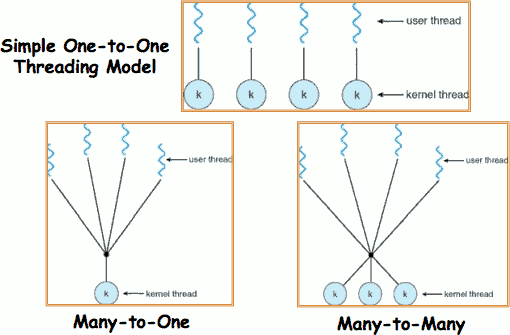 Simple One-to-One
Threading Model
user thread
k k k k
kernel thread
user thread
k
kernel thread
Many-to-One
user thread
k k k
kernel thread
Many-to-Many